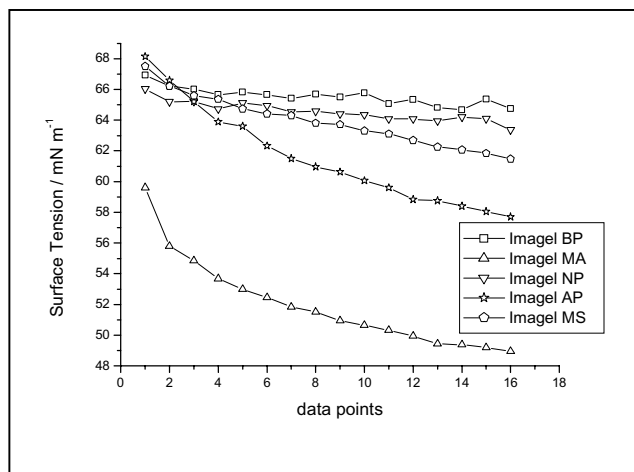 68
66
64
62
60
58
56
54
52
50
48
Surface Tension / mN m⁻¹
0 2 4 6 8 10 12 14 16 18
data points
Imagel BP
Imagel MA
Imagel NP
Imagel AP
Imagel MS